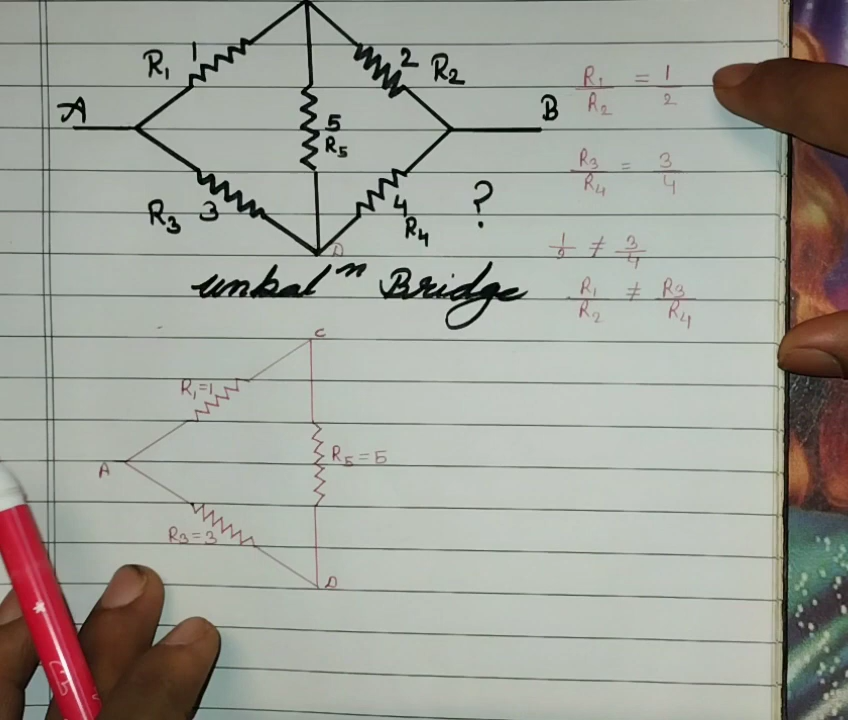 R₁ 1
2 R₂
A
B
5
R₅
R₃ 3
4
R₄
?
D
unbalⁿ Bridge
R₁/R₂ = 1/2
R₃/R₄ = 3/4
1/2 ≠ 3/4
R₁/R₂ ≠ R₃/R₄
C
R₁=1
A
R₅=5
R₃=3
D